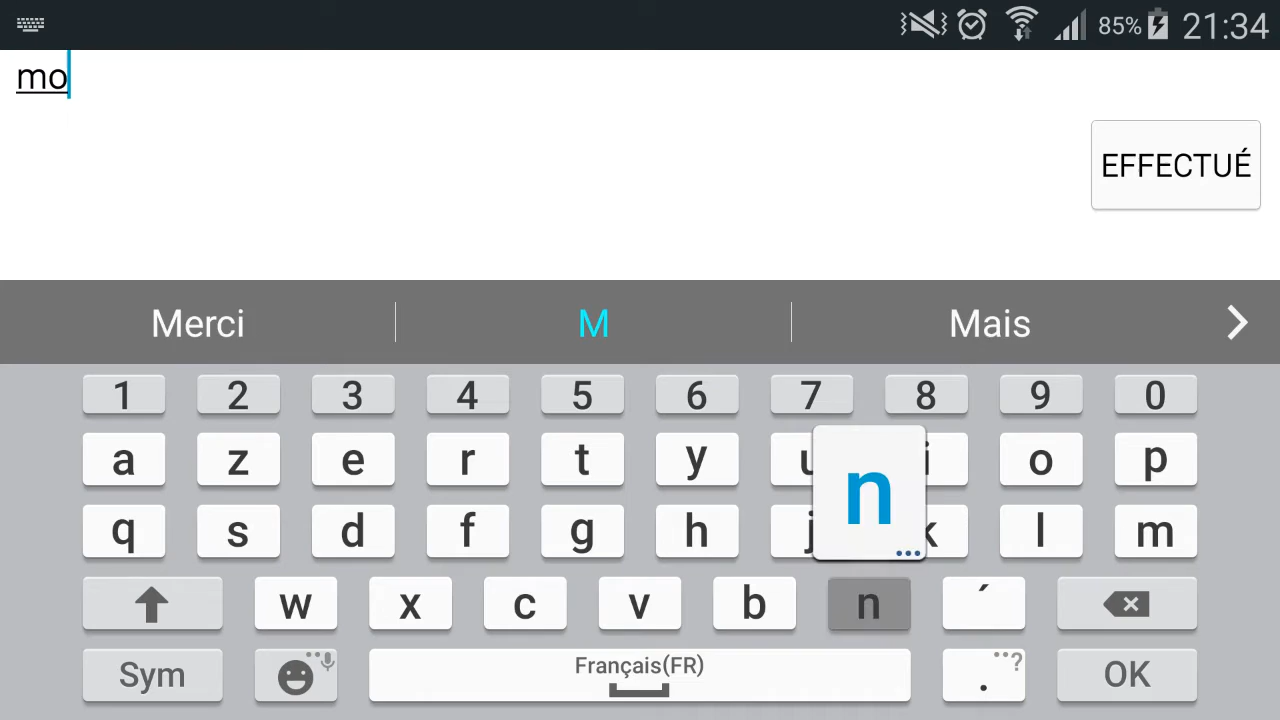 85% 21:34
mo
EFFECTUÉ
Merci M Mais
1 2 3 4 5 6 7 8 9 0
a z e r t y u i o p
q s d f g h j k l m
n
w x c v b n ´
Sym Français(FR) . ? OK